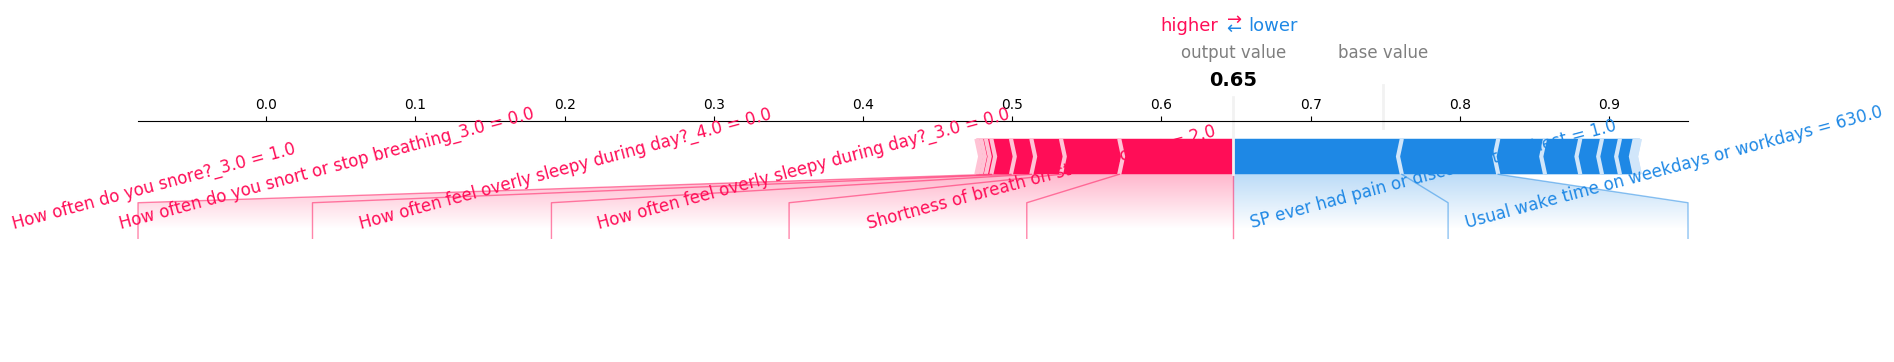 higher ⇄ lower
output value base value
0.65
0.0 0.1 0.2 0.3 0.4 0.5 0.6 0.7 0.8 0.9
How often do you snore?_3.0 = 1.0
How often do you snort or stop breathing_3.0 = 0.0
How often feel overly sleepy during day?_4.0 = 0.0
How often feel overly sleepy during day?_3.0 = 0.0
Shortness of breath on = 2.0
SP ever had pain or = 1.0
Usual wake time on weekdays or workdays = 630.0